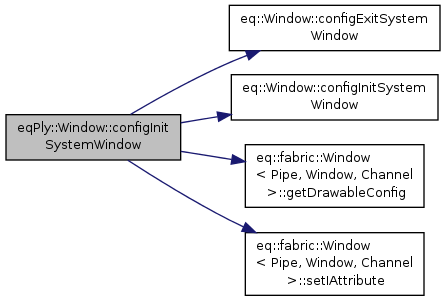 eqPly::Window::configInit
SystemWindow
eq::Window::configExitSystem
Window
eq::Window::configInitSystem
Window
eq::fabric::Window
< Pipe, Window, Channel
>::getDrawableConfig
eq::fabric::Window
< Pipe, Window, Channel
>::setIAttribute